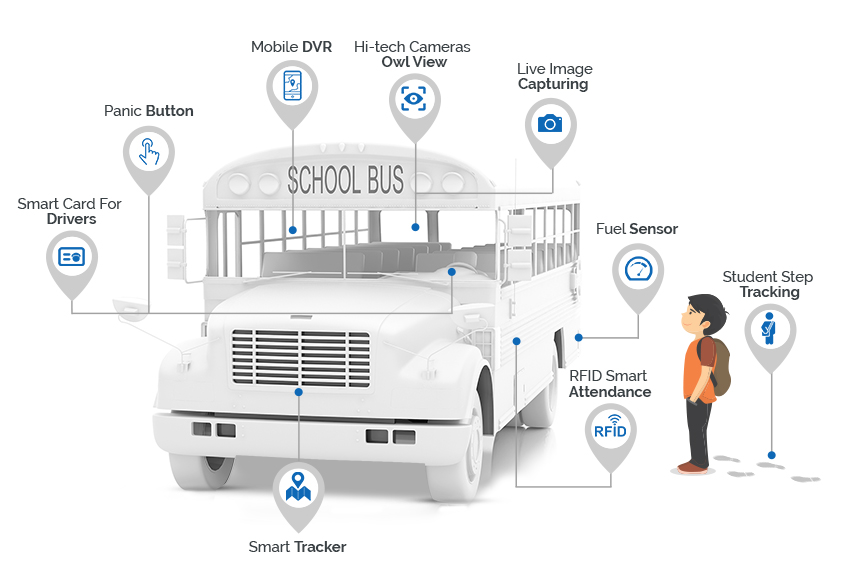 Mobile DVR
Hi-tech Cameras
Owl View
Live Image
Capturing
Panic Button
SCHOOL BUS
Smart Card For
Drivers
Fuel Sensor
Student Step
Tracking
RFID Smart
Attendance
RFiD
Smart Tracker